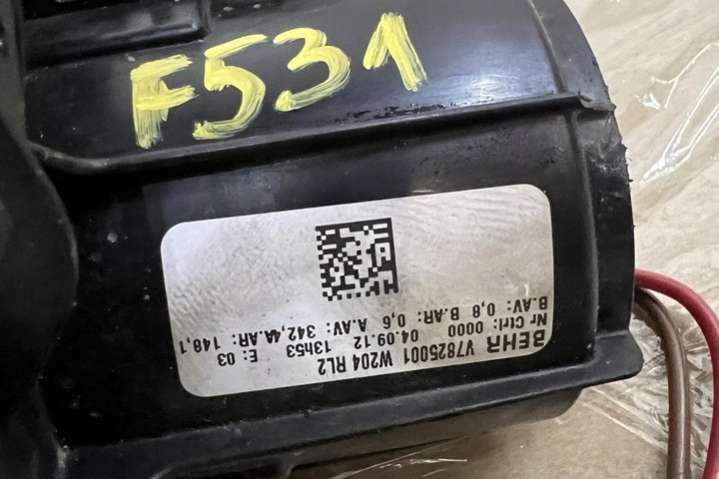 F531
BEHR V7825001 W204 RL2
Nr Ctrl: 0000 04.09.12 13h53 E: 03
B.AV: 0,8 B.AR: 0,6 A.AV: 342,4A.AR: 148,1